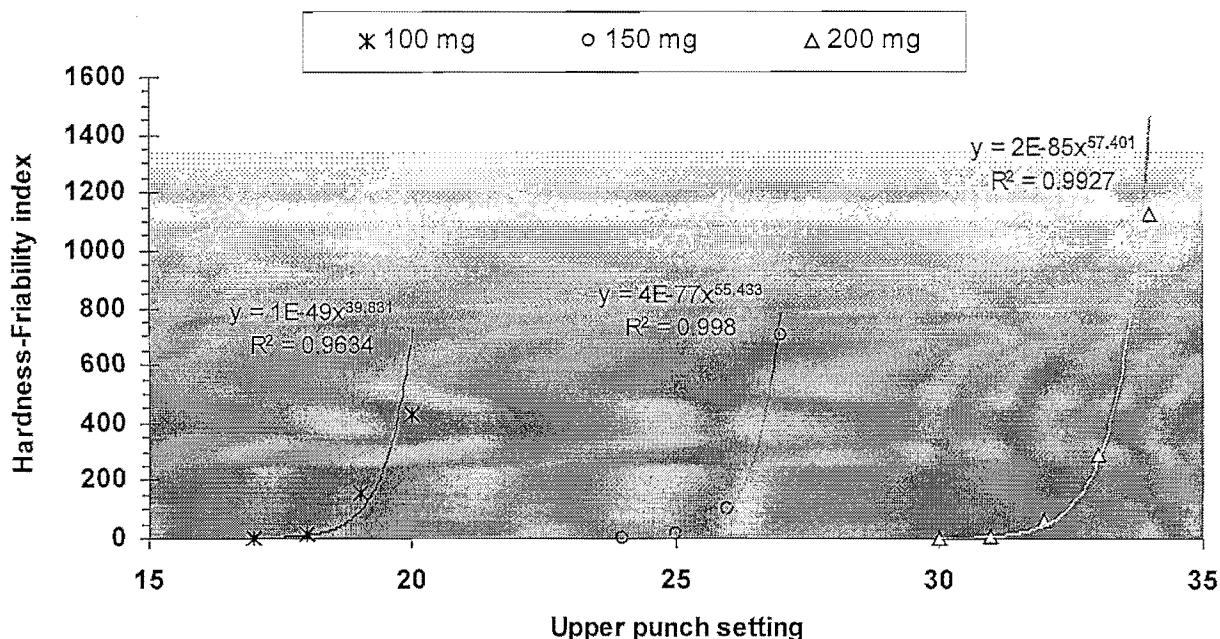 100 mg 150 mg 200 mg
1600
1400
1200
1000
800
600
400
200
0
Hardness-Friability index
y = 1E-49x^39.831
R² = 0.9634
y = 4E-77x^55.433
R² = 0.998
y = 2E-85x^57.401
R² = 0.9927
15 20 25 30 35
Upper punch setting